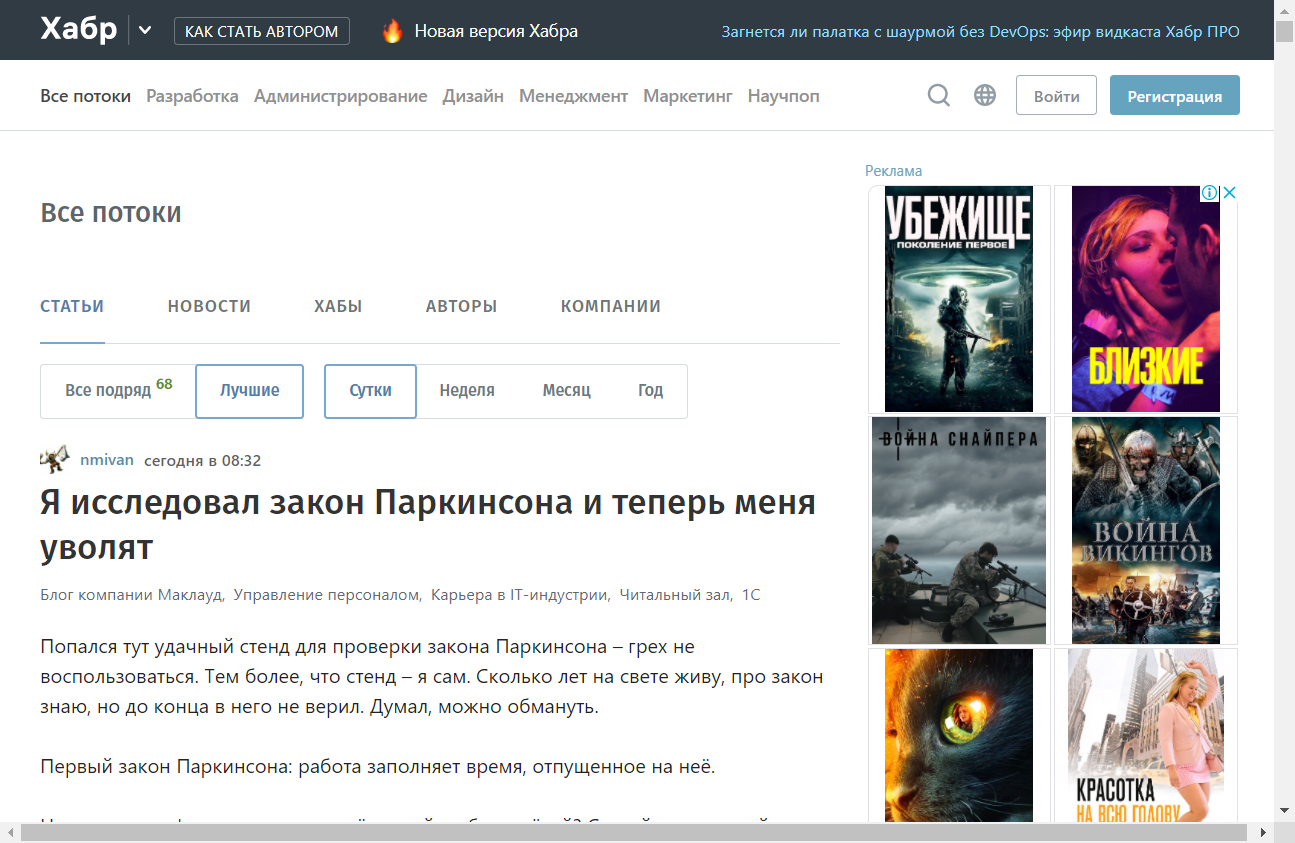 Хабр
КАК СТАТЬ АВТОРОМ
Новая версия Хабра
Загнется ли палатка с шаурмой без DevOps: эфир видкаста Хабр ПРО
Все потоки Разработка Администрирование Дизайн Менеджмент Маркетинг Научпоп
Войти
Регистрация
Все потоки
СТАТЬИ НОВОСТИ ХАБЫ АВТОРЫ КОМПАНИИ
Все подряд 68 Лучшие Сутки Неделя Месяц Год
nmivan сегодня в 08:32
Я исследовал закон Паркинсона и теперь меня
уволят
Блог компании Маклауд, Управление персоналом, Карьера в IT-индустрии, Читальный зал, 1С
Попался тут удачный стенд для проверки закона Паркинсона – грех не
воспользоваться. Тем более, что стенд – я сам. Сколько лет на свете живу, про закон
знаю, но до конца в него не верил. Думал, можно обмануть.
Первый закон Паркинсона: работа заполняет время, отпущенное на неё.
Реклама
УБЕЖИЩЕ
ПОКОЛЕНИЕ ПЕРВОЕ
БЛИЗКИЕ
ВОЙНА СНАЙПЕРА
ВОЙНА
ВИКИНГОВ
КРАСОТКА
НА ВСЮ ГОЛОВУ